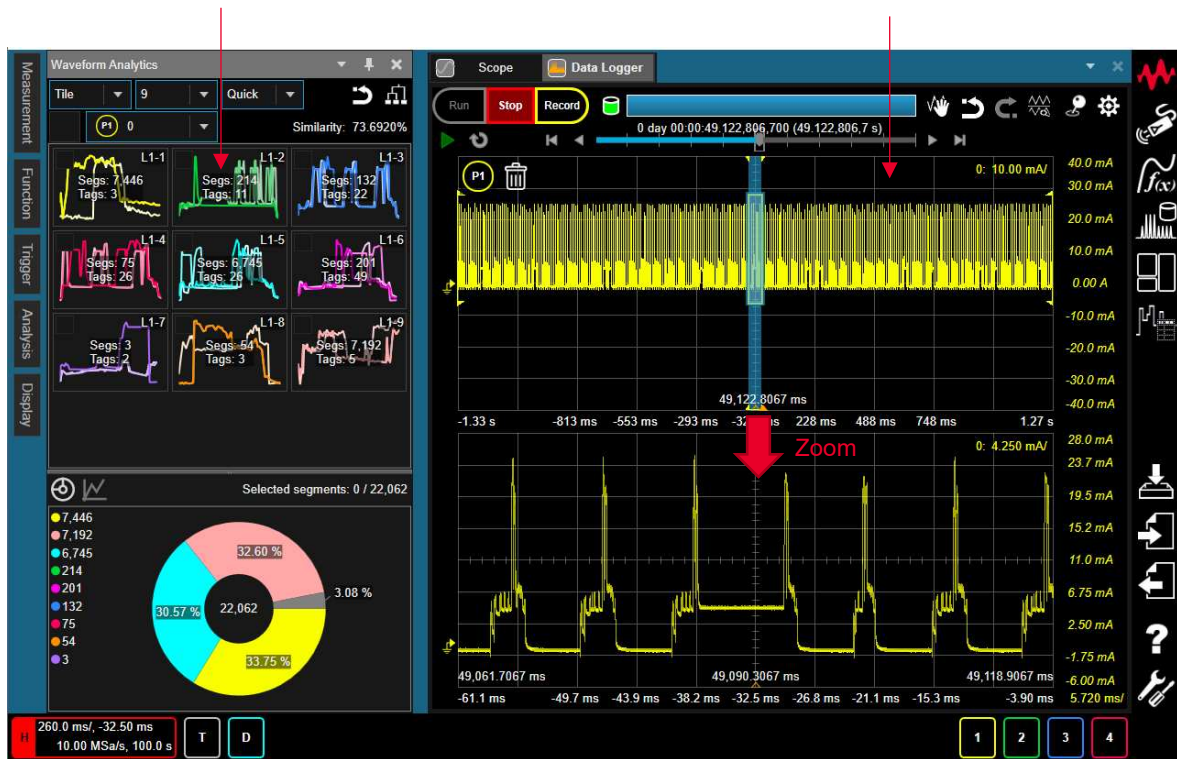 Measurement
Function
Trigger
Analysis
Display
Waveform Analytics
Tile
9
Quick
P1
0
Similarity: 73.6920%
L1-1
Segs: 7,446
Tags: 3
L1-2
Segs: 214
Tags: 11
L1-3
Segs: 132
Tags: 22
L1-4
Segs: 75
Tags: 26
L1-5
Segs: 6,745
Tags: 26
L1-6
Segs: 201
Tags: 49
L1-7
Segs: 3
Tags: 2
L1-8
Segs: 54
Tags: 3
L1-9
Segs: 7,192
Tags: 5
Selected segments: 0 / 22,062
7,446
7,192
6,745
214
201
132
75
54
3
32.60 %
3.08 %
30.57 %
22,062
33.75 %
Scope
Data Logger
Run
Stop
Record
0 day 00:00:49.122,806,700 (49.122,806,7 s)
P1
0: 10.00 mA/
40.0 mA
30.0 mA
20.0 mA
10.0 mA
0.00 A
-10.0 mA
-20.0 mA
-30.0 mA
-40.0 mA
49,122.8067 ms
-1.33 s
-813 ms
-553 ms
-293 ms
228 ms
488 ms
748 ms
1.27 s
Zoom
0: 4.250 mA/
28.0 mA
23.7 mA
19.5 mA
15.2 mA
11.0 mA
6.75 mA
2.50 mA
-1.75 mA
-6.00 mA
49,061.7067 ms
49,090.3067 ms
49,118.9067 ms
-61.1 ms
-49.7 ms
-43.9 ms
-38.2 ms
-32.5 ms
-26.8 ms
-21.1 ms
-15.3 ms
-3.90 ms
5.720 ms/
f(x)
?
H
260.0 ms/, -32.50 ms
10.00 MSa/s, 100.0 s
T
D
1
2
3
4